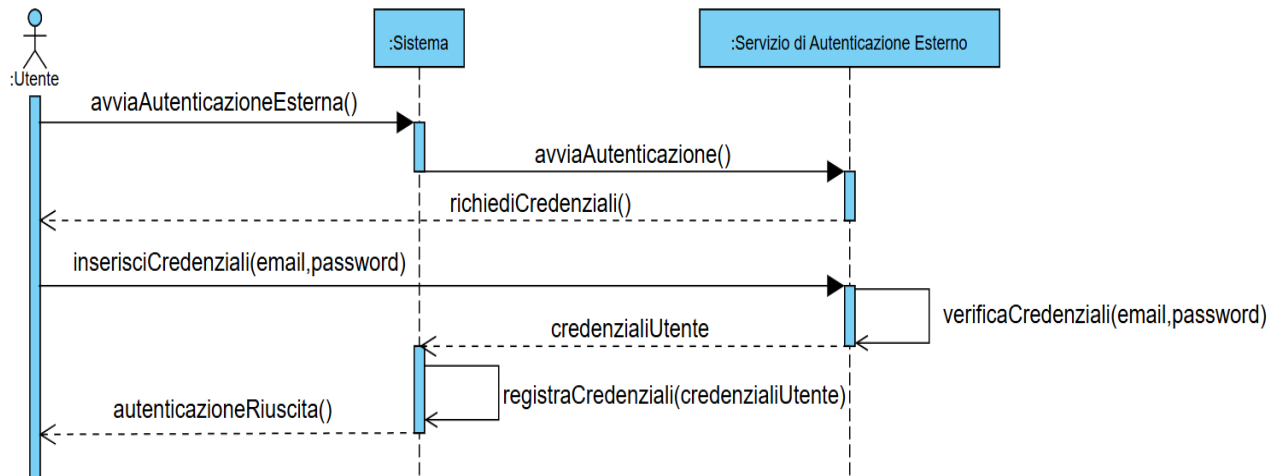 :Utente
:Sistema
:Servizio di Autenticazione Esterno
avviaAutenticazioneEsterna()
avviaAutenticazione()
richiediCredenziali()
inserisciCredenziali(email,password)
verificaCredenziali(email,password)
credenzialiUtente
registraCredenziali(credenzialiUtente)
autenticazioneRiuscita()